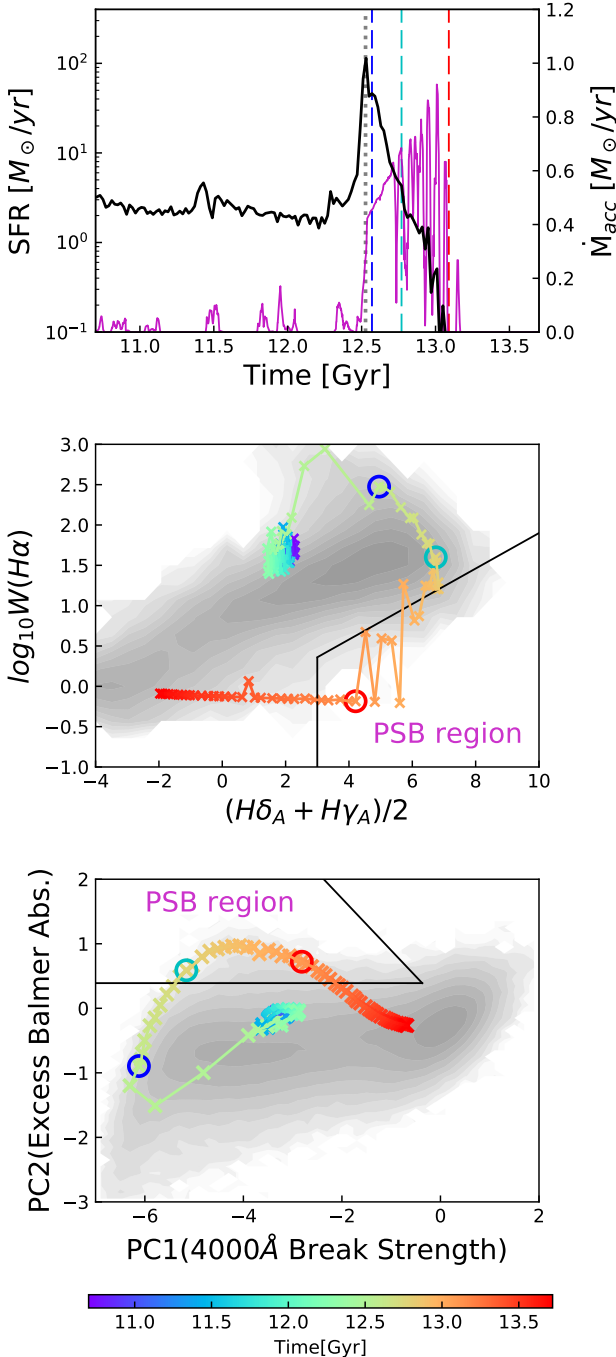 1.2
10²
1.0
0.8
10¹
0.6
10⁰
0.4
0.2
10⁻¹
0.0
SFR [M⊙/yr]
Ṁacc [M⊙/yr]
11.0 11.5 12.0 12.5 13.0 13.5
Time [Gyr]
3.0
2.5
2.0
1.5
1.0
0.5
0.0
−0.5
−1.0
log₁₀W(Hα)
PSB region
−4 −2 0 2 4 6 8 10
(Hδ_A + Hγ_A)/2
2
PSB region
1
0
−1
−2
−3
PC2(Excess Balmer Abs.)
−6 −4 −2 0 2
PC1(4000Å Break Strength)
11.0 11.5 12.0 12.5 13.0 13.5
Time[Gyr]